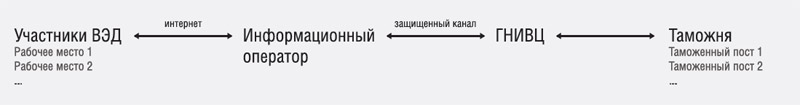 интернет
защищенный канал
Участники ВЭД
Информационный
оператор
ГНИВЦ
Таможня
Рабочее место 1
Рабочее место 2
...
Таможенный пост 1
Таможенный пост 2
...